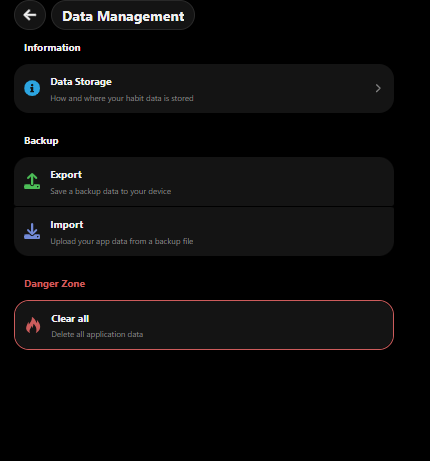 Data Management
Information
Data Storage
How and where your habit data is stored
Backup
Export
Save a backup data to your device
Import
Upload your app data from a backup file
Danger Zone
Clear all
Delete all application data